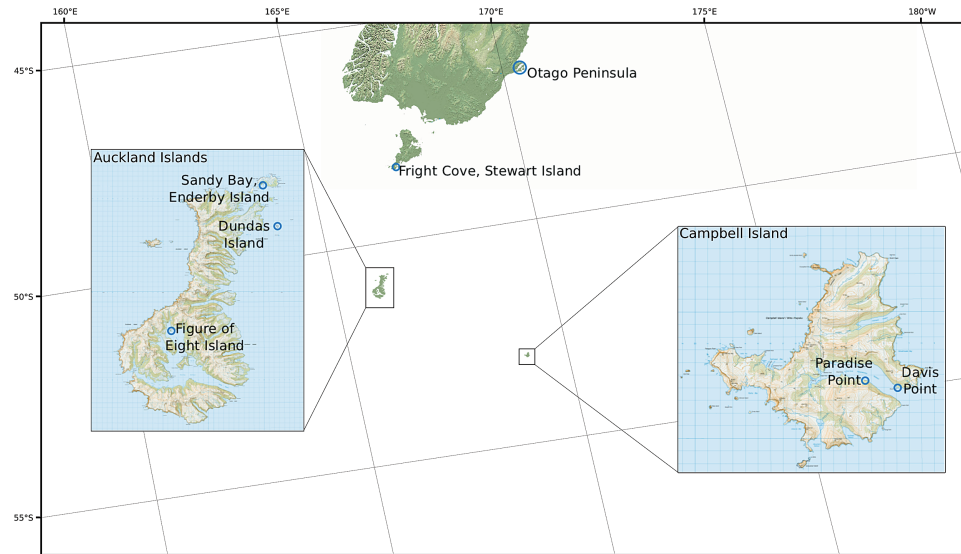 160°E 165°E 170°E 175°E 180°W
45°S
Otago Peninsula
Fright Cove, Stewart Island
Auckland Islands
Sandy Bay,
Enderby Island
Dundas
Island
Figure of
Eight Island
Campbell Island
Paradise
Point
Davis
Point
50°S
55°S